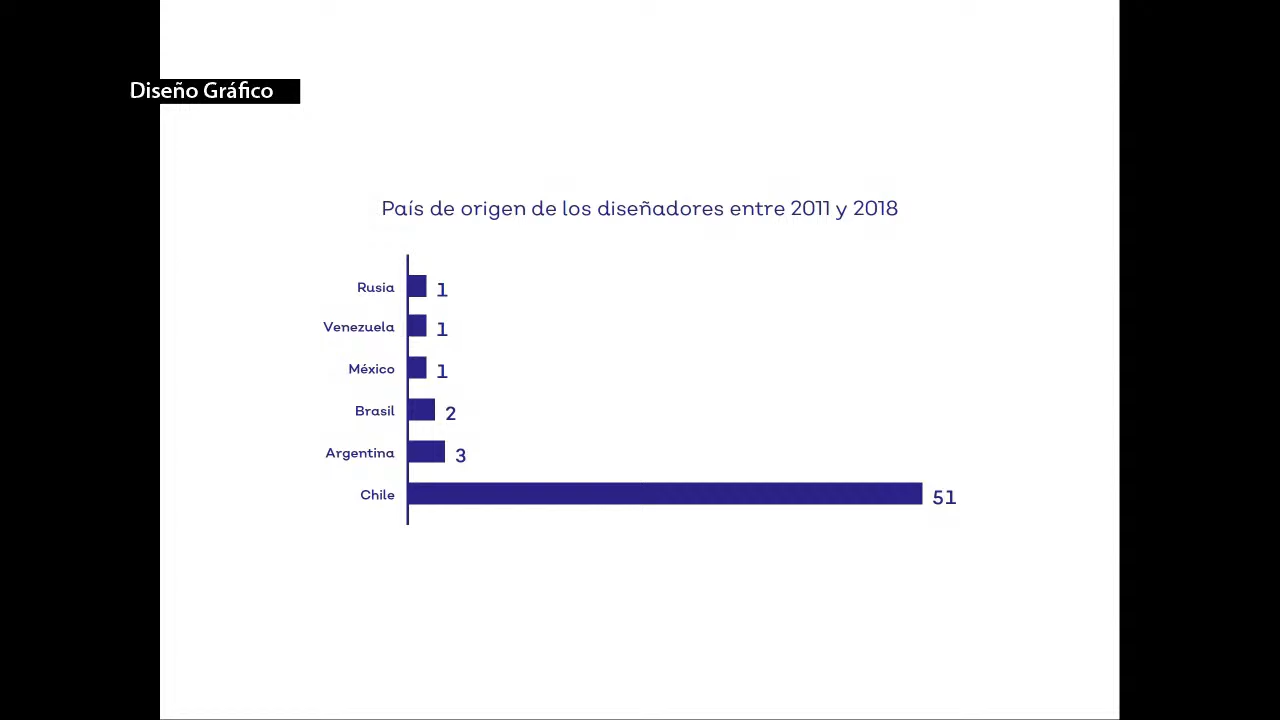 Diseño Gráfico
País de origen de los diseñadores entre 2011 y 2018
Rusia 1
Venezuela 1
México 1
Brasil 2
Argentina 3
Chile 51